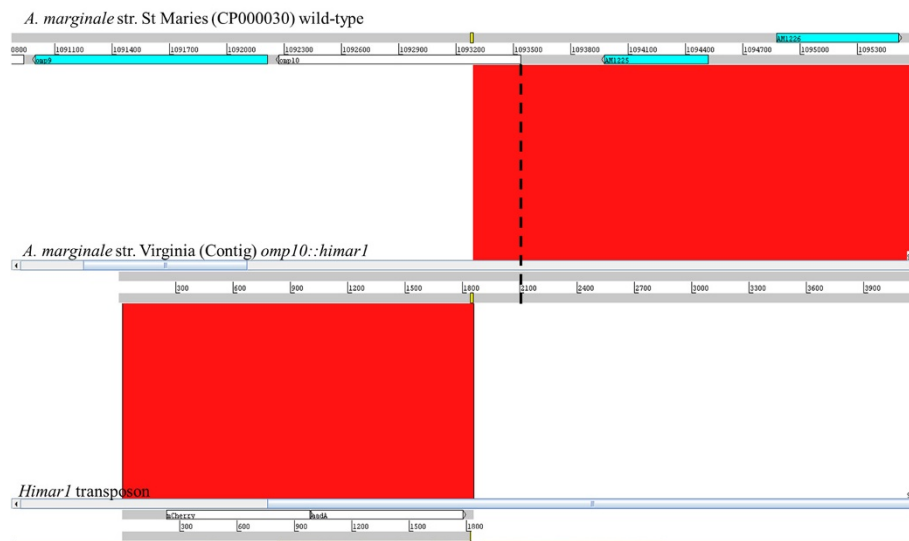 A. marginale str. St Maries (CP000030) wild-type
AM1226
0800 1091100 1091400 1091700 1092000 1092300 1092600 1092900 1093200 1093500 1093800 1094100 1094400 1094700 1095000 1095300
omp9 omp10 AM1225
A. marginale str. Virginia (Contig) omp10::himar1
300 600 900 1200 1500 1800 2100 2400 2700 3000 3300 3600 3900
Himar1 transposon
mCherry aadA
300 600 900 1200 1500 1800